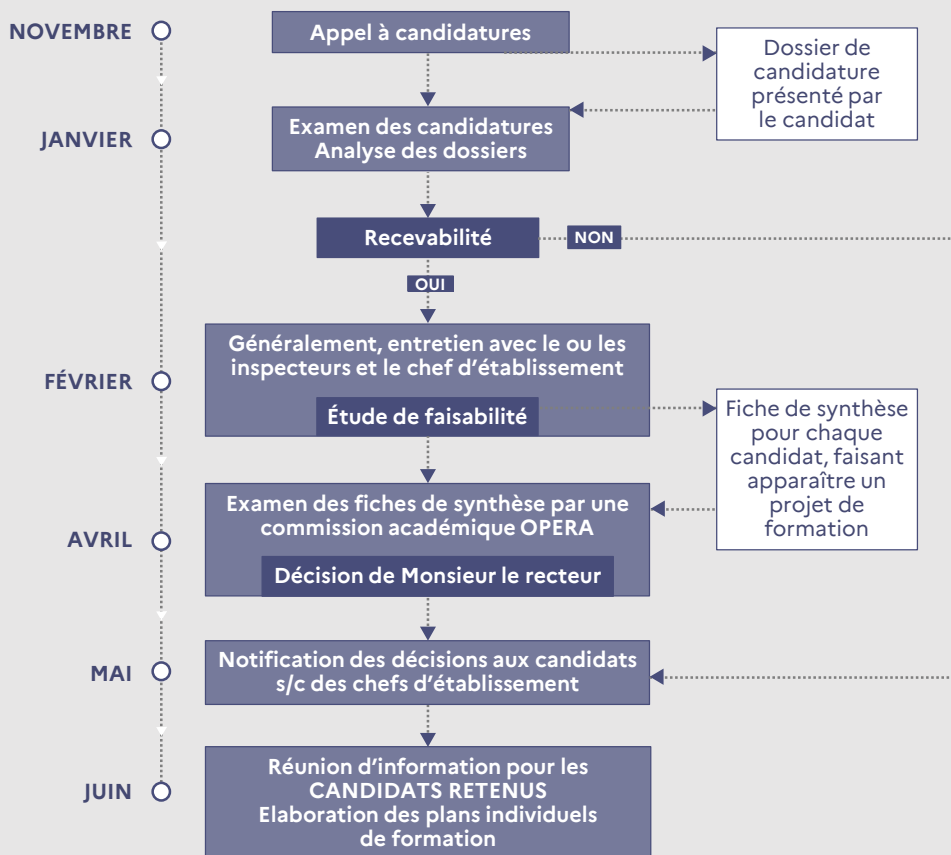 NOVEMBRE
Appel à candidatures
Dossier de
candidature
présenté par
le candidat
JANVIER
Examen des candidatures
Analyse des dossiers
Recevabilité
NON
OUI
FÉVRIER
Généralement, entretien avec le ou les
inspecteurs et le chef d’établissement
Étude de faisabilité
Fiche de synthèse
pour chaque
candidat, faisant
apparaître un
projet de
formation
AVRIL
Examen des fiches de synthèse par une
commission académique OPERA
Décision de Monsieur le recteur
MAI
Notification des décisions aux candidats
s/c des chefs d’établissement
JUIN
Réunion d’information pour les
CANDIDATS RETENUS
Elaboration des plans individuels
de formation